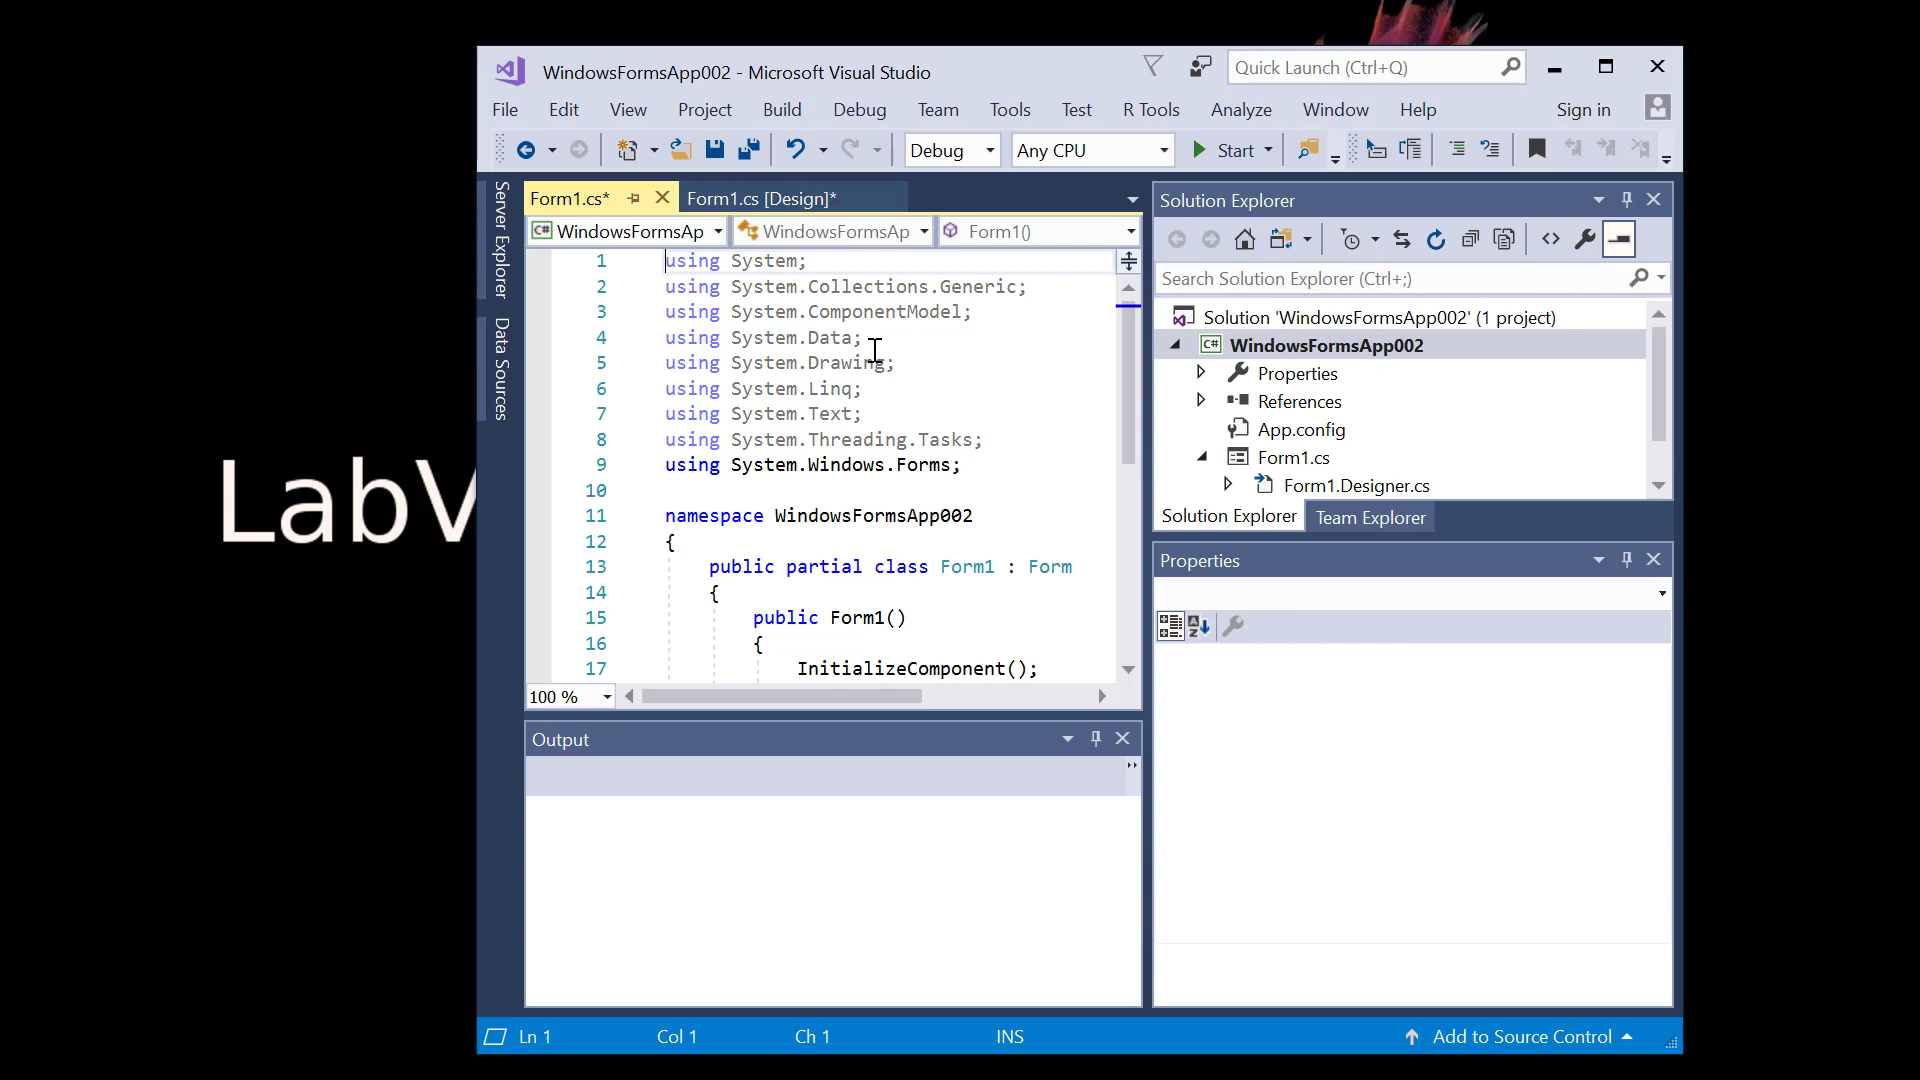 WindowsFormsApp002 - Microsoft Visual Studio
Quick Launch (Ctrl+Q)
File Edit View Project Build Debug Team Tools Test R Tools Analyze Window Help Sign in
Debug Any CPU Start
Server Explorer
Data Sources
Form1.cs* Form1.cs [Design]*
C# WindowsFormsAp WindowsFormsAp Form1()
1 using System;
2 using System.Collections.Generic;
3 using System.ComponentModel;
4 using System.Data;
5 using System.Drawing;
6 using System.Linq;
7 using System.Text;
8 using System.Threading.Tasks;
9 using System.Windows.Forms;
10
11 namespace WindowsFormsApp002
12 {
13 public partial class Form1 : Form
14 {
15 public Form1()
16 {
17 InitializeComponent();
100 %
Output
Solution Explorer
Search Solution Explorer (Ctrl+;)
Solution 'WindowsFormsApp002' (1 project)
C# WindowsFormsApp002
Properties
References
App.config
Form1.cs
Form1.Designer.cs
Solution Explorer Team Explorer
Properties
LabV
Ln 1 Col 1 Ch 1 INS Add to Source Control